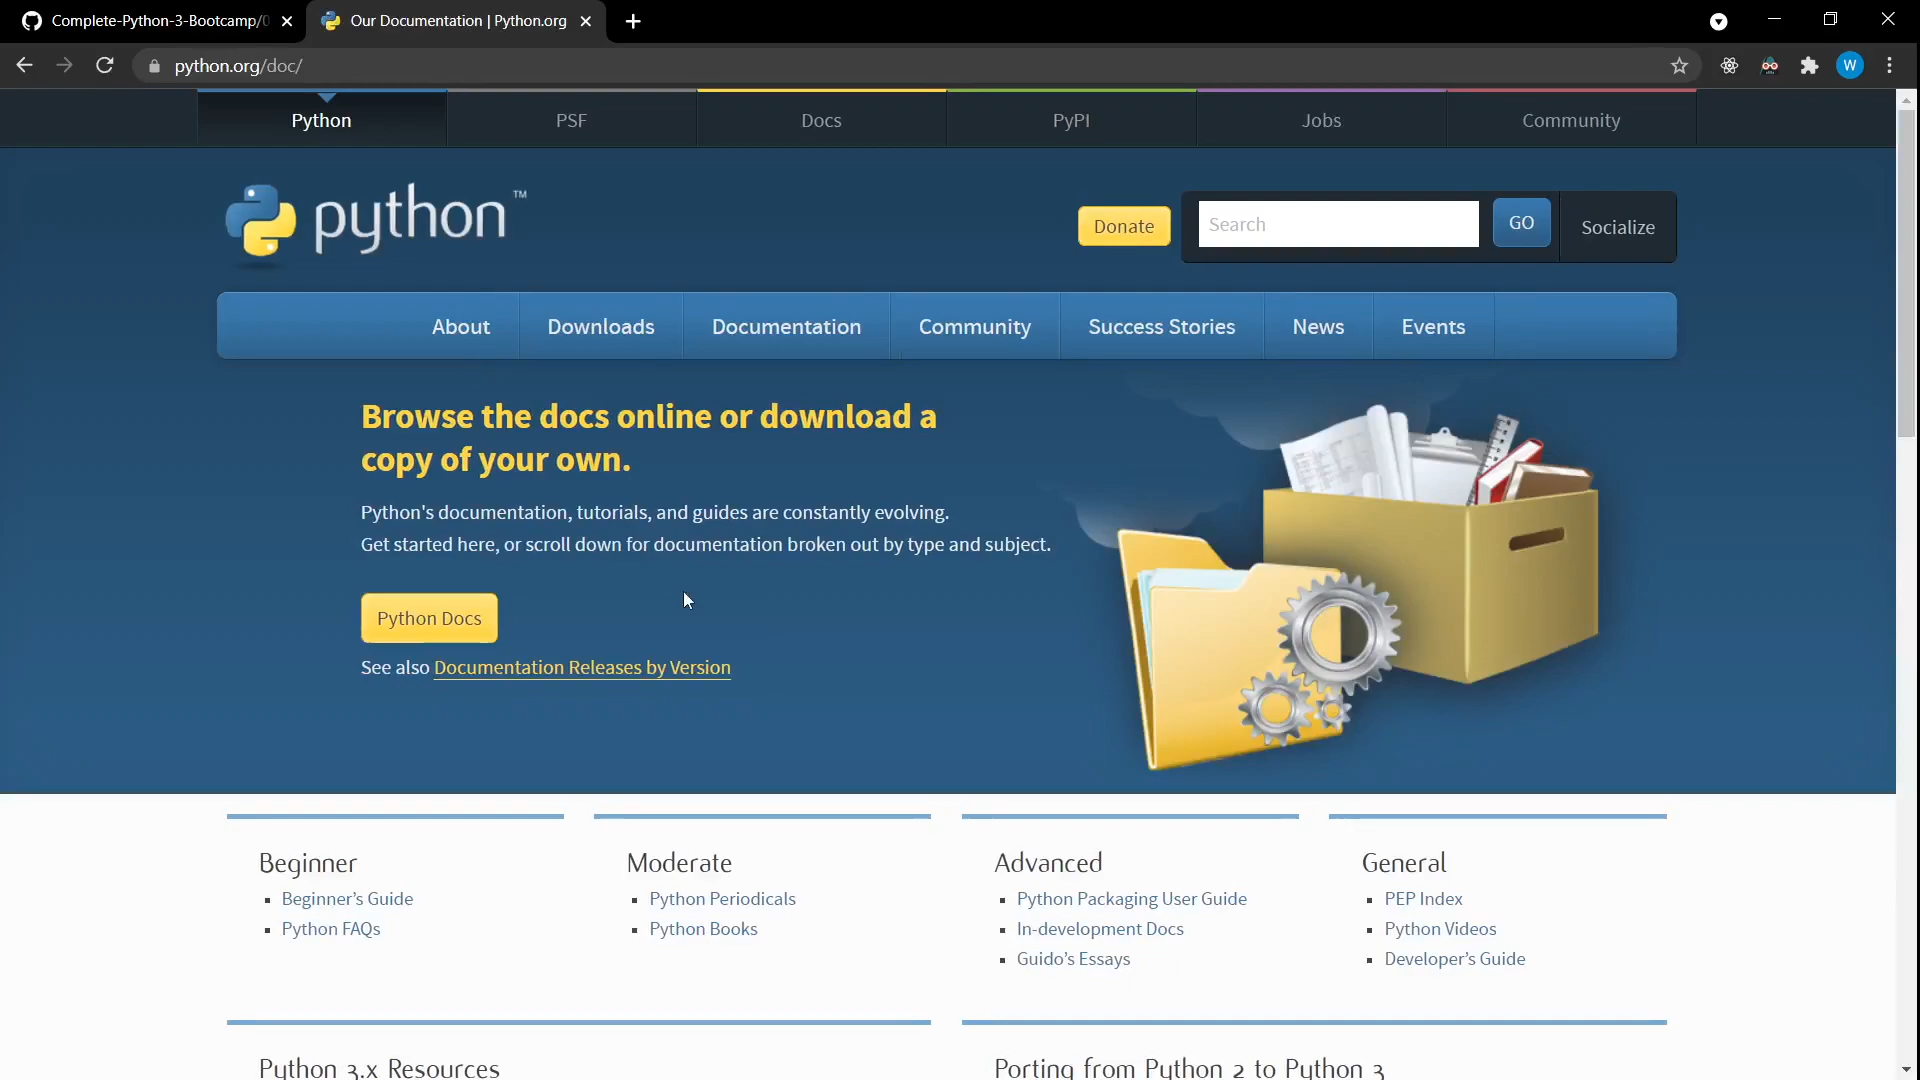 Complete-Python-3-Bootcamp/0
Our Documentation | Python.org
python.org/doc/
W
Python
PSF
Docs
PyPI
Jobs
Community
python™
Donate
Search
GO
Socialize
About
Downloads
Documentation
Community
Success Stories
News
Events
Browse the docs online or download a
copy of your own.
Python's documentation, tutorials, and guides are constantly evolving.
Get started here, or scroll down for documentation broken out by type and subject.
Python Docs
See also Documentation Releases by Version
Beginner
Beginner's Guide
Python FAQs
Moderate
Python Periodicals
Python Books
Advanced
Python Packaging User Guide
In-development Docs
Guido's Essays
General
PEP Index
Python Videos
Developer's Guide
Python 3.x Resources
Porting from Python 2 to Python 3